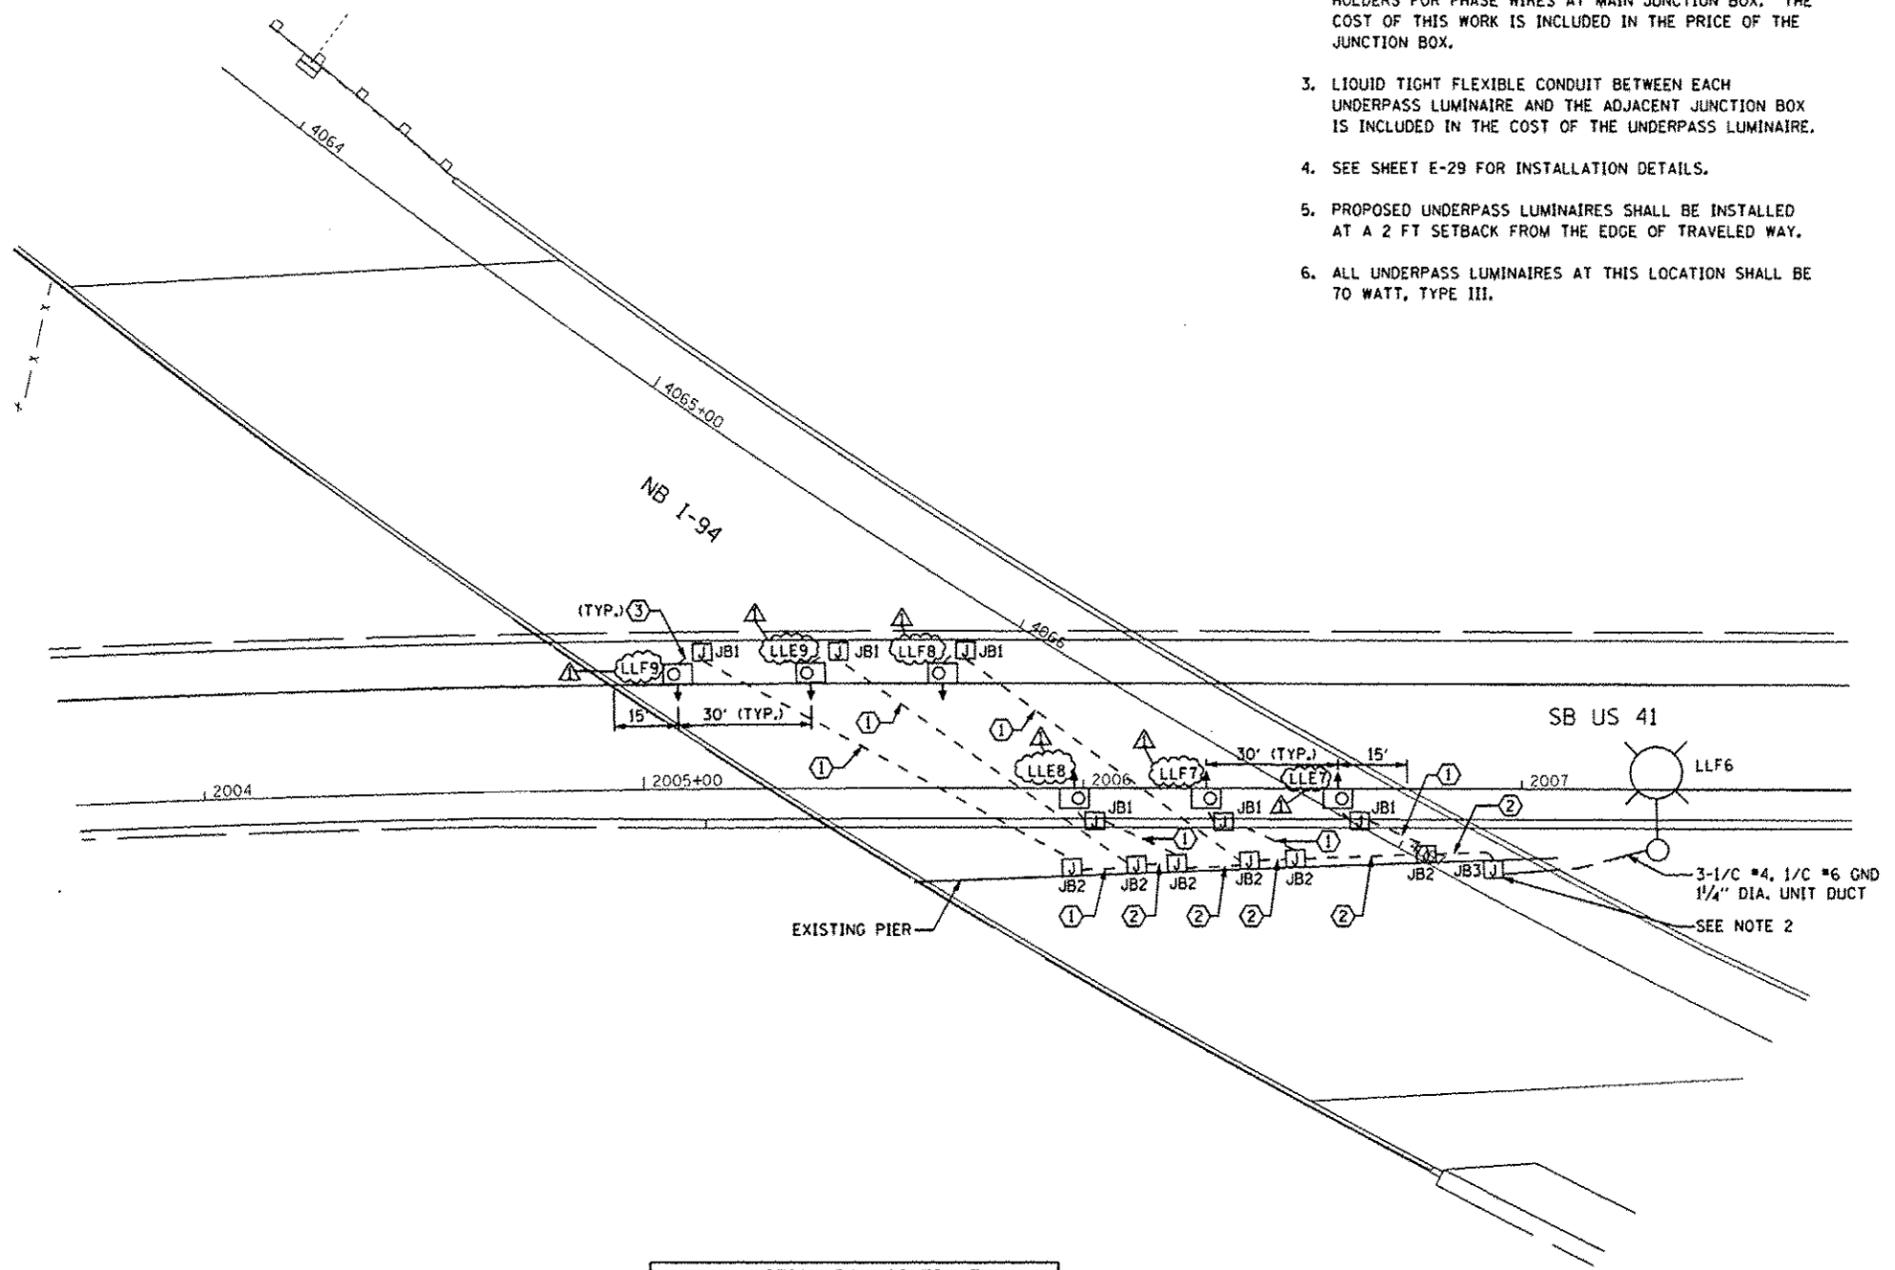 HOLDERS FOR PHASE WIRES AT MAIN JUNCTION BOX. THE
COST OF THIS WORK IS INCLUDED IN THE PRICE OF THE
JUNCTION BOX.
3. LIQUID TIGHT FLEXIBLE CONDUIT BETWEEN EACH
UNDERPASS LUMINAIRE AND THE ADJACENT JUNCTION BOX
IS INCLUDED IN THE COST OF THE UNDERPASS LUMINAIRE.
4. SEE SHEET E-29 FOR INSTALLATION DETAILS.
5. PROPOSED UNDERPASS LUMINAIRES SHALL BE INSTALLED
AT A 2 FT SETBACK FROM THE EDGE OF TRAVELED WAY.
6. ALL UNDERPASS LUMINAIRES AT THIS LOCATION SHALL BE
70 WATT, TYPE III.
4064
X
X
X
4065+00
NB I-94
4066
(TYP.) 3
1
1
J JB1
J JB1
J JB1
LLF9
LLE9
LLF8
1
15'
30' (TYP.)
1
1
1
SB US 41
1
1
30' (TYP.)
15'
LLE8
LLF7
LLE7
1
1
2
LLF6
2004
2005+00
2006
2007
JB1
JB1
JB1
J
J
J
1
1
J
J
J
J
J
J
JB2
JB2
JB2
JB2
JB2
JB2
JB3
J
1
2
2
2
2
EXISTING PIER
3-1/C #4, 1/C #6 GND
1¼" DIA. UNIT DUCT
SEE NOTE 2